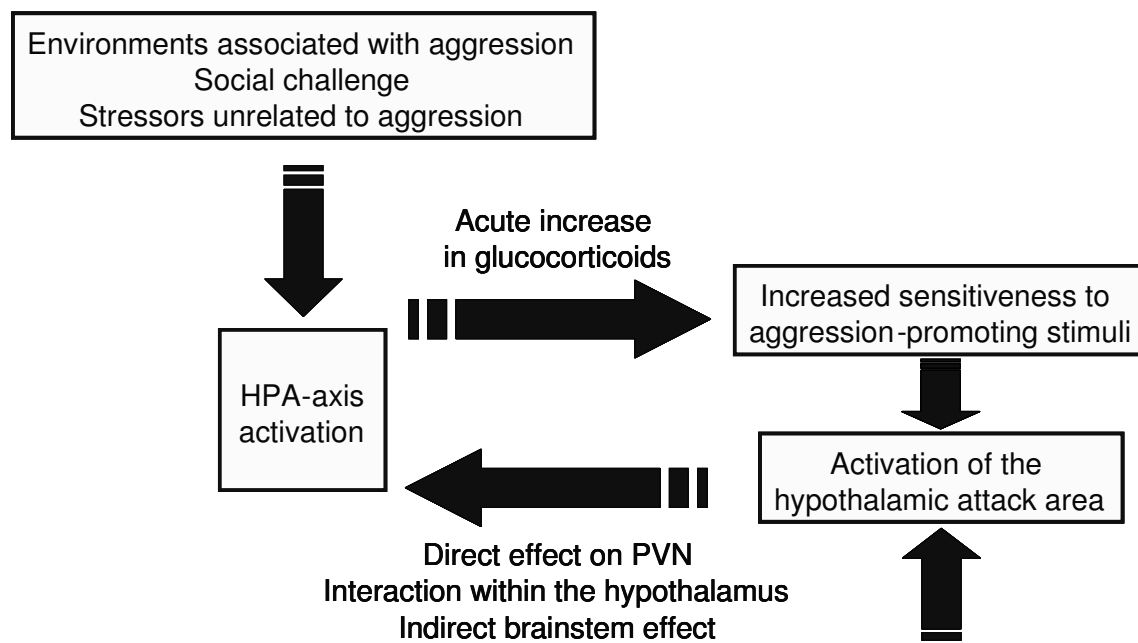 Environments associated with aggression
Social challenge
Stressors unrelated to aggression
Acute increase
in glucocorticoids
Increased sensitiveness to
aggression-promoting stimuli
HPA-axis
activation
Activation of the
hypothalamic attack area
Direct effect on PVN
Interaction within the hypothalamus
Indirect brainstem effect